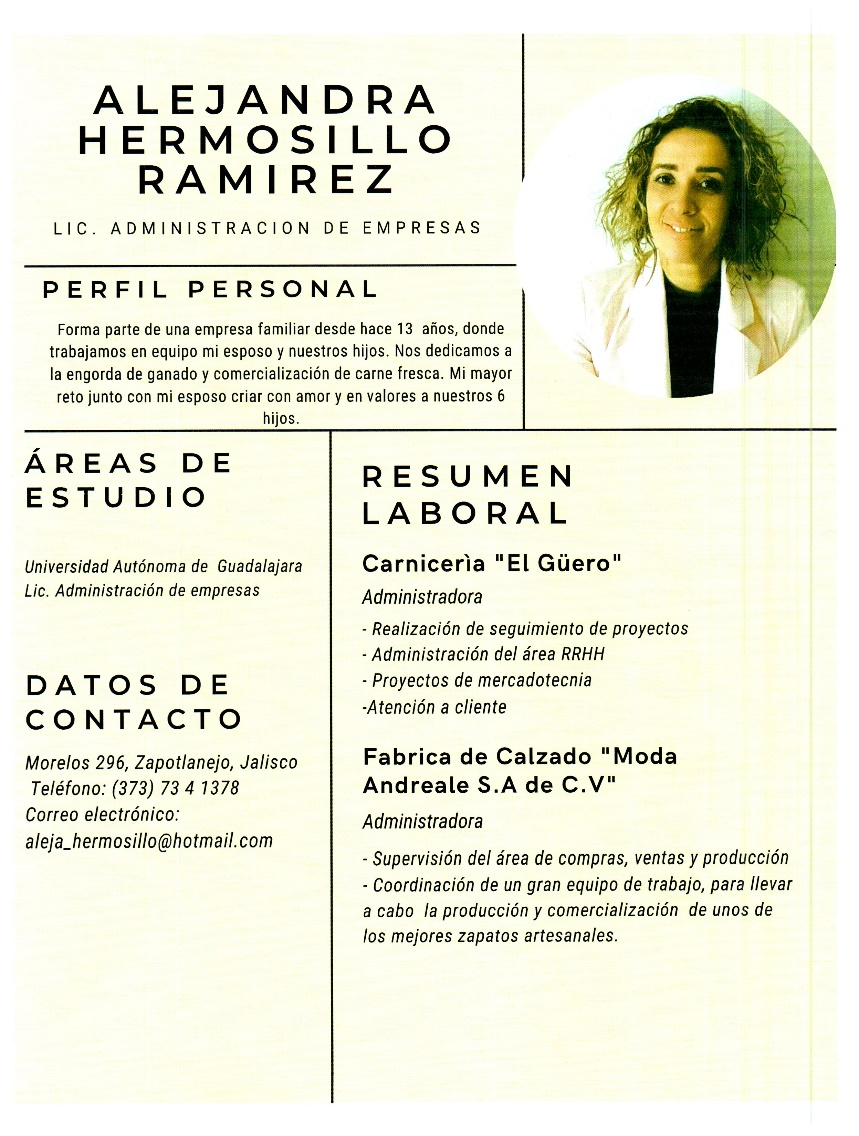 ALEJANDRA
HERMOSILLO
RAMIREZ
LIC. ADMINISTRACION DE EMPRESAS
PERFIL PERSONAL
Forma parte de una empresa familiar desde hace 13 años, donde
trabajamos en equipo mi esposo y nuestros hijos. Nos dedicamos a
la engorda de ganado y comercialización de carne fresca. Mi mayor
reto junto con mi esposo criar con amor y en valores a nuestros 6
hijos.
ÁREAS DE
ESTUDIO
Universidad Autónoma de Guadalajara
Lic. Administración de empresas
DATOS DE
CONTACTO
Morelos 296, Zapotlanejo, Jalisco
Teléfono: (373) 73 4 1378
Correo electrónico:
aleja_hermosillo@hotmail.com
RESUMEN
LABORAL
Carnicerìa "El Güero"
Administradora
- Realización de seguimiento de proyectos
- Administración del área RRHH
- Proyectos de mercadotecnia
-Atención a cliente
Fabrica de Calzado "Moda
Andreale S.A de C.V"
Administradora
- Supervisión del área de compras, ventas y producción
- Coordinación de un gran equipo de trabajo, para llevar
a cabo la producción y comercialización de unos de
los mejores zapatos artesanales.